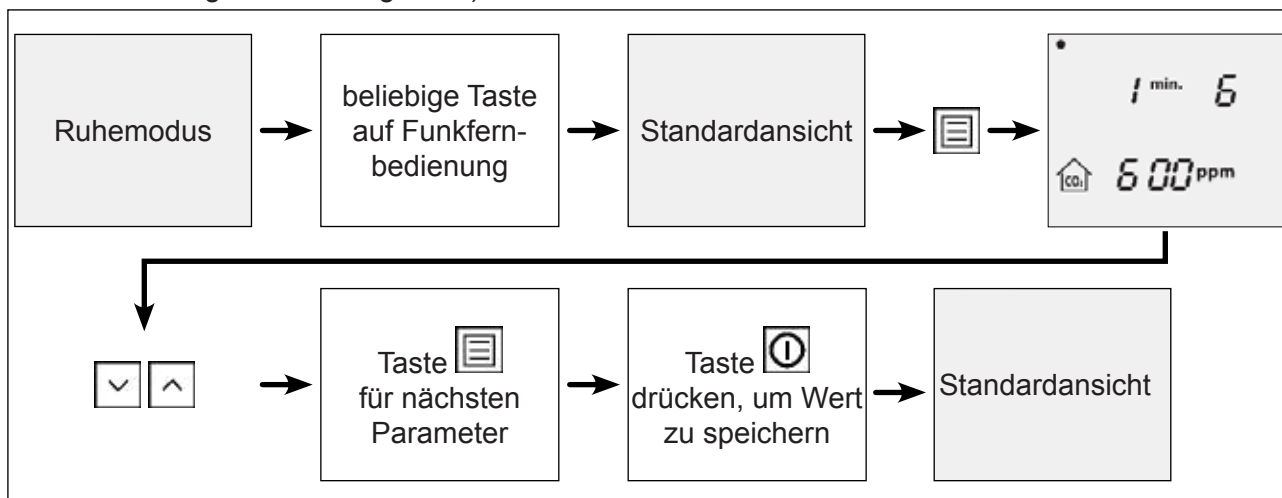 Ruhemodus
beliebige Taste
auf Funkfern-
bedienung
Standardansicht
1 min. 6
CO₂ 600 ppm
Taste
für nächsten
Parameter
Taste
drücken, um Wert
zu speichern
Standardansicht